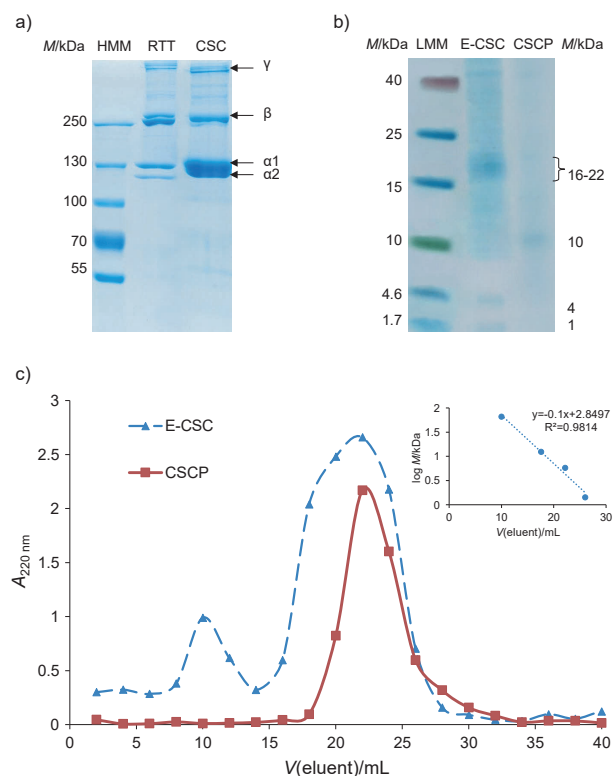 a)
M/kDa HMM RTT CSC
γ
β
250
α1
130
α2
100
70
55
b)
M/kDa LMM E-CSC CSCP M/kDa
40
25
16-22
15
10 10
4.6
4
1.7
1
c)
3
E-CSC
CSCP
2.5
2
1.5
1
0.5
0
A220 nm
0 5 10 15 20 25 30 35 40
V(eluent)/mL
y=-0.1x+2.8497
R²=0.9814
2
1.5
1
0.5
0
log M/kDa
0 10 20 30
V(eluent)/mL